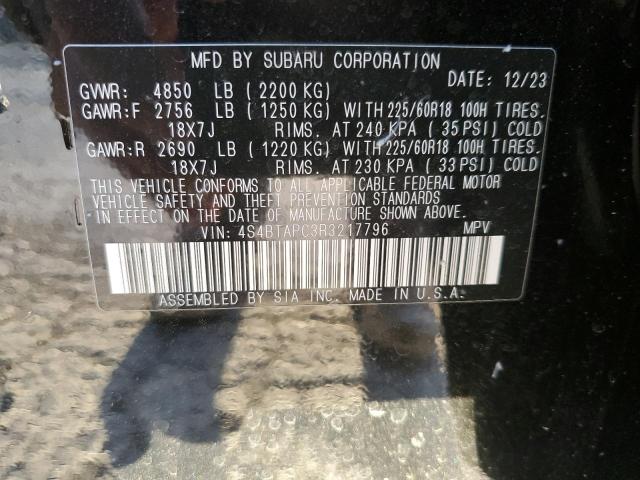 MFD BY SUBARU CORPORATION
DATE: 12/23
GVWR: 4850 LB ( 2200 KG)
GAWR:F 2756 LB ( 1250 KG) WITH 225/60R18 100H TIRES.
18X7J RIMS. AT 240 KPA ( 35 PSI) COLD
GAWR:R 2690 LB ( 1220 KG) WITH 225/60R18 100H TIRES.
18X7J RIMS. AT 230 KPA ( 33 PSI) COLD
THIS VEHICLE CONFORMS TO ALL APPLICABLE FEDERAL MOTOR
VEHICLE SAFETY AND THEFT PREVENTION STANDARDS
IN EFFECT ON THE DATE OF MANUFACTURE SHOWN ABOVE.
VIN: 4S4BTAPC3R3217796 MPV
ASSEMBLED BY SIA INC. MADE IN U.S.A.